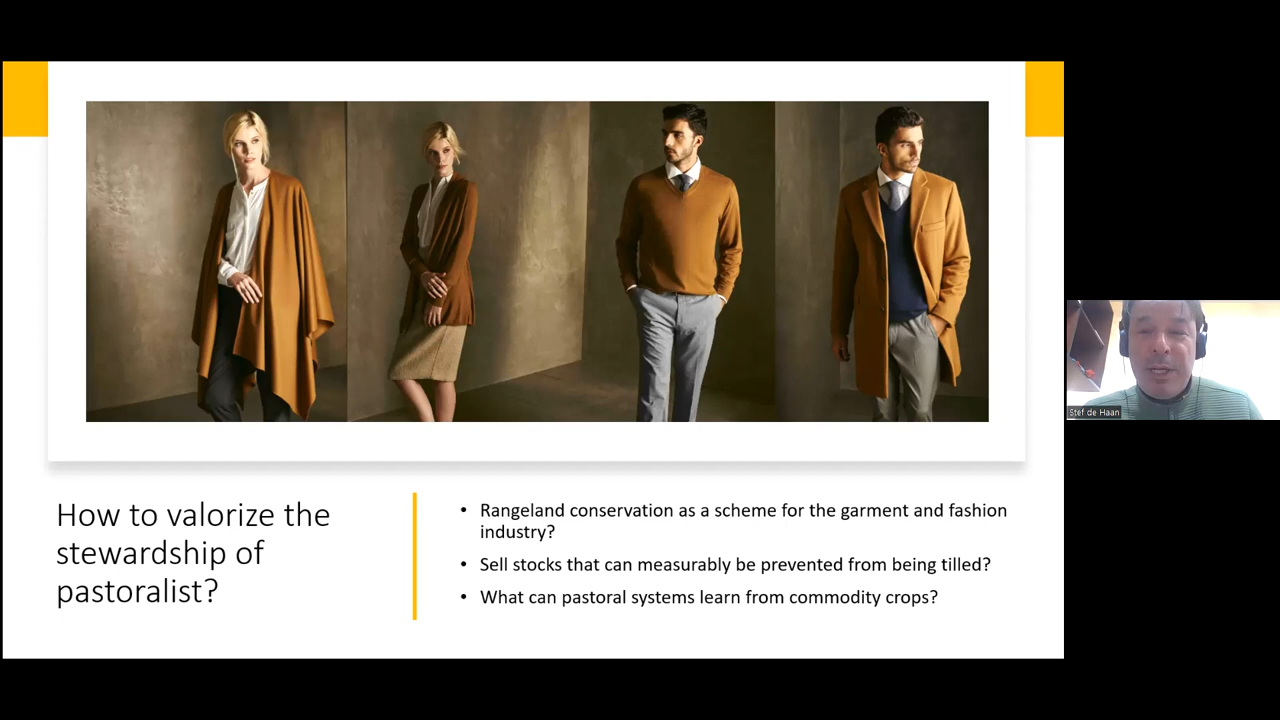 Stef de Haan
How to valorize the
stewardship of
pastoralist?
• Rangeland conservation as a scheme for the garment and fashion
industry?
• Sell stocks that can measurably be prevented from being tilled?
• What can pastoral systems learn from commodity crops?